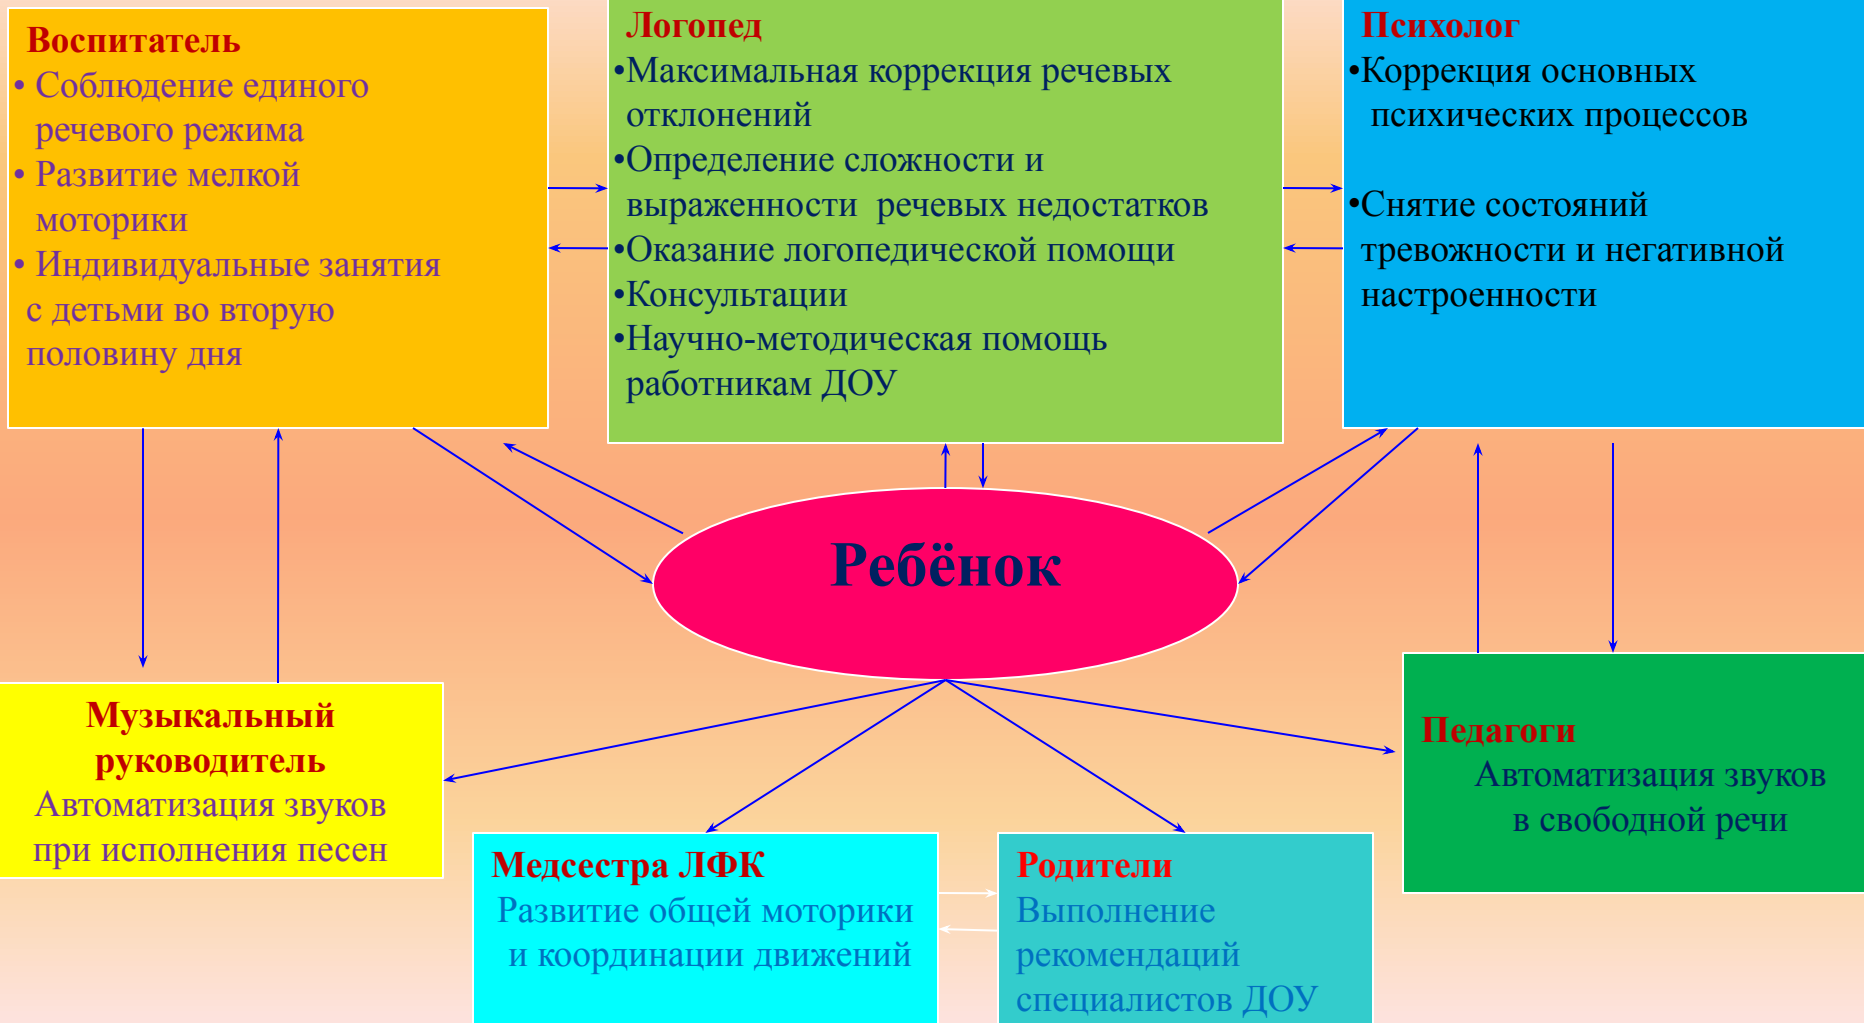 Воспитатель
• Соблюдение единого
речевого режима
• Развитие мелкой
моторики
• Индивидуальные занятия
с детьми во вторую
половину дня
Логопед
•Максимальная коррекция речевых
отклонений
•Определение сложности и
выраженности речевых недостатков
•Оказание логопедической помощи
•Консультации
•Научно-методическая помощь
работникам ДОУ
Психолог
•Коррекция основных
психических процессов
•Снятие состояний
тревожности и негативной
настроенности
Ребёнок
Музыкальный
руководитель
Автоматизация звуков
при исполнения песен
Медсестра ЛФК
Развитие общей моторики
и координации движений
Родители
Выполнение
рекомендаций
специалистов ДОУ
Педагоги
Автоматизация звуков
в свободной речи